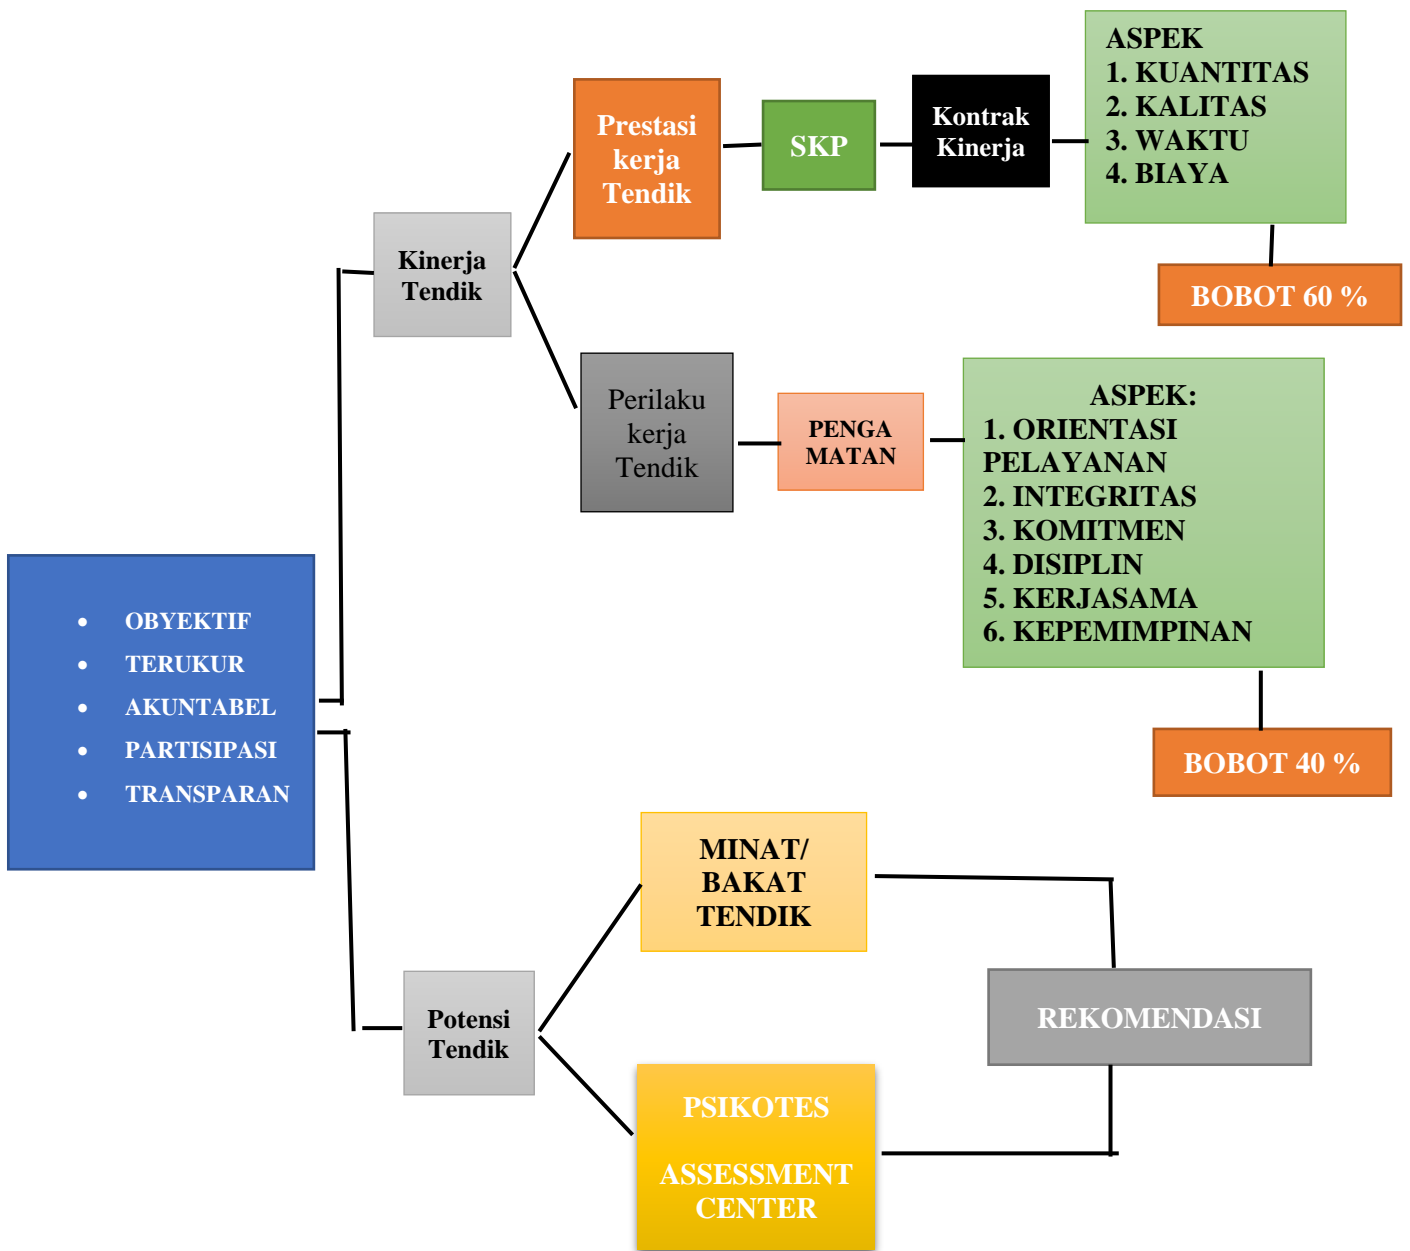 ASPEK
1. KUANTITAS
2. KALITAS
3. WAKTU
4. BIAYA
Prestasi
kerja
Tendik
SKP
Kontrak
Kinerja
Kinerja
Tendik
BOBOT 60 %
Perilaku
kerja
Tendik
PENGA
MATAN
ASPEK:
1. ORIENTASI
PELAYANAN
2. INTEGRITAS
3. KOMITMEN
4. DISIPLIN
5. KERJASAMA
6. KEPEMIMPINAN
• OBYEKTIF
• TERUKUR
• AKUNTABEL
• PARTISIPASI
• TRANSPARAN
BOBOT 40 %
MINAT/
BAKAT
TENDIK
Potensi
Tendik
REKOMENDASI
PSIKOTES
ASSESSMENT
CENTER